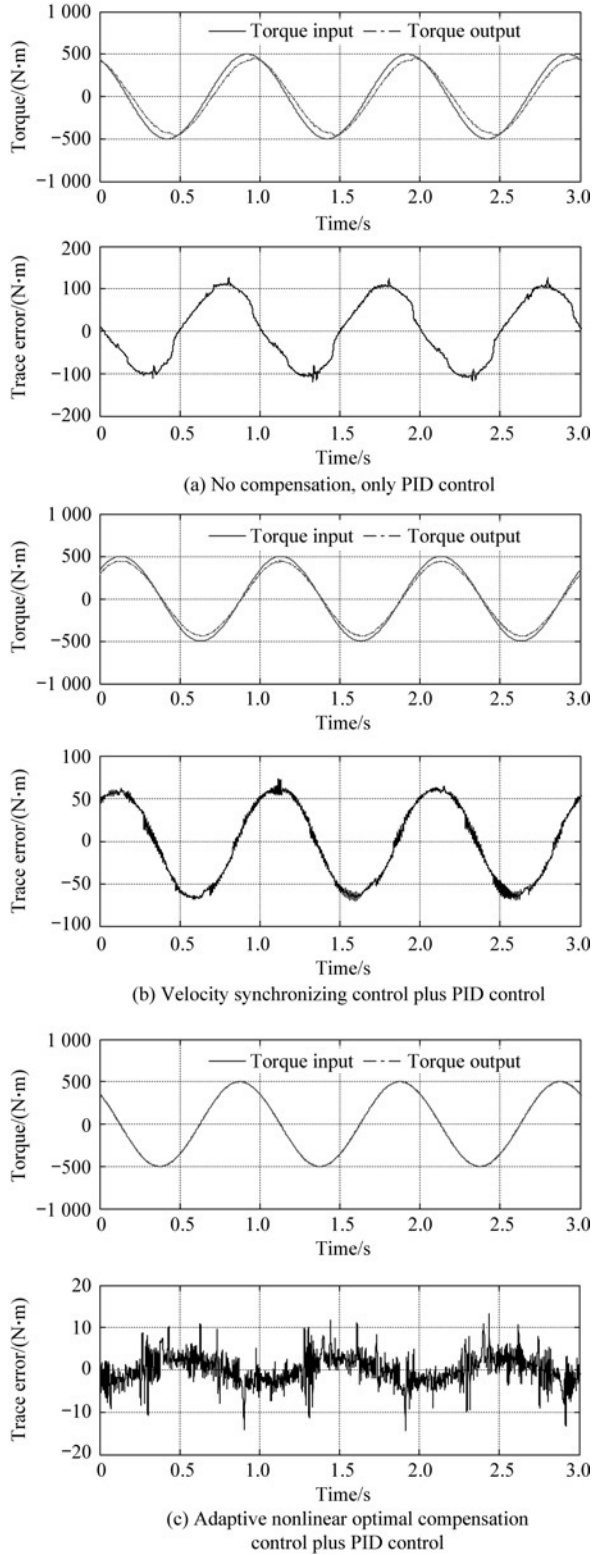 1 000
Torque input
Torque output
500
0
−500
−1 000
Torque/(N·m)
0 0.5 1.0 1.5 2.0 2.5 3.0
Time/s
200
100
0
−100
−200
Trace error/(N·m)
0 0.5 1.0 1.5 2.0 2.5 3.0
Time/s
(a) No compensation, only PID control
1 000
Torque input
Torque output
500
0
−500
−1 000
Torque/(N·m)
0 0.5 1.0 1.5 2.0 2.5 3.0
Time/s
100
50
0
−50
−100
Trace error/(N·m)
0 0.5 1.0 1.5 2.0 2.5 3.0
Time/s
(b) Velocity synchronizing control plus PID control
1 000
Torque input
Torque output
500
0
−500
−1 000
Torque/(N·m)
0 0.5 1.0 1.5 2.0 2.5 3.0
Time/s
20
10
0
−10
−20
Trace error/(N·m)
0 0.5 1.0 1.5 2.0 2.5 3.0
Time/s
(c) Adaptive nonlinear optimal compensation
control plus PID control